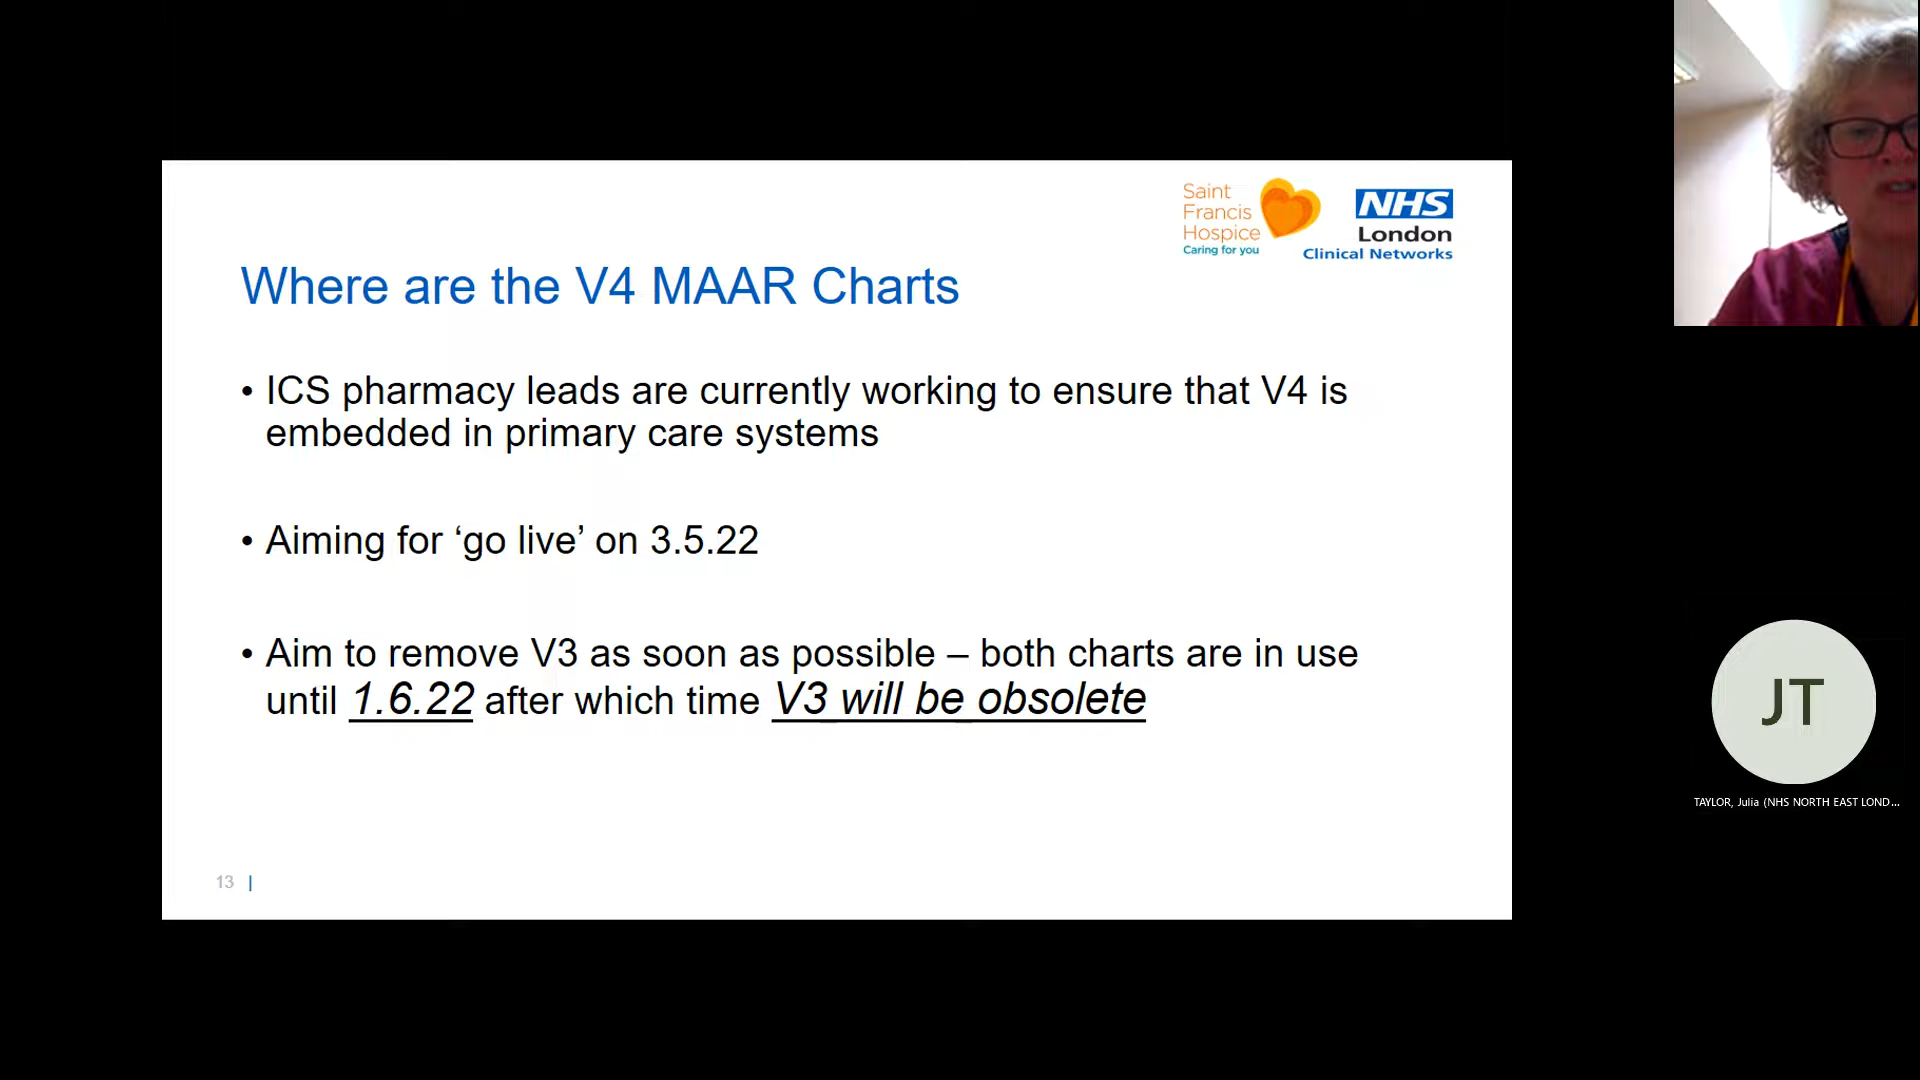 Saint
Francis
Hospice
Caring for you
NHS
London
Clinical Networks
Where are the V4 MAAR Charts
• ICS pharmacy leads are currently working to ensure that V4 is
embedded in primary care systems
• Aiming for ‘go live’ on 3.5.22
• Aim to remove V3 as soon as possible – both charts are in use
until 1.6.22 after which time V3 will be obsolete
13 |
JT
TAYLOR, Julia (NHS NORTH EAST LOND...